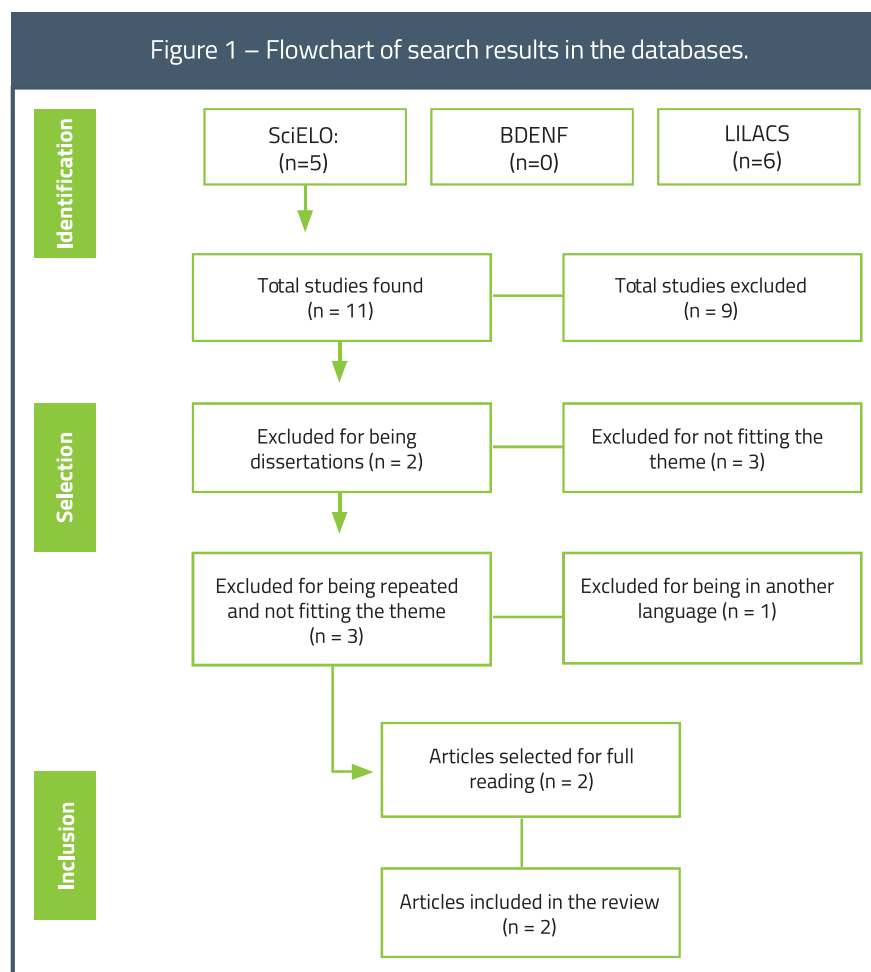 Figure 1 – Flowchart of search results in the databases.
Identification
SciELO:
(n=5)
BDENF
(n=0)
LILACS
(n=6)
Total studies found
(n = 11)
Total studies excluded
(n = 9)
Selection
Excluded for being
dissertations (n = 2)
Excluded for not fitting the
theme (n = 3)
Excluded for being repeated
and not fitting the theme
(n = 3)
Excluded for being in another
language (n = 1)
Inclusion
Articles selected for full
reading (n = 2)
Articles included in the review
(n = 2)